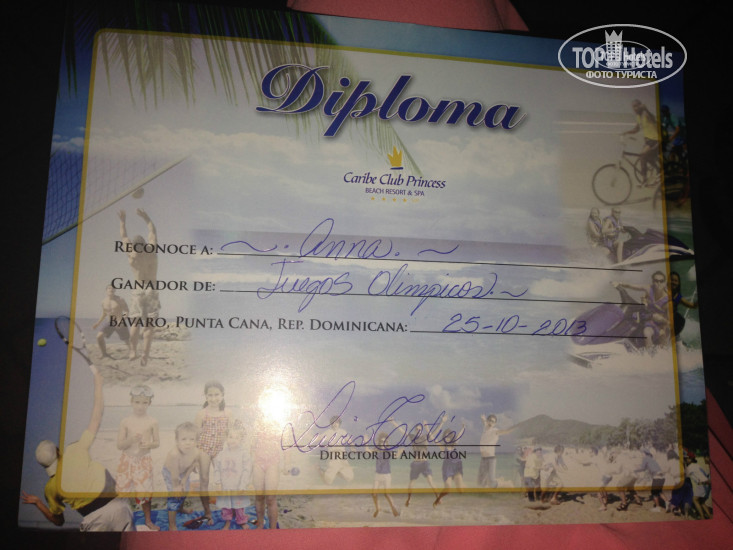 TOP Hotels
ФОТО ТУРИСТА
Diploma
Caribe Club Princess
BEACH RESORT & SPA
RECONOCE A: ~. Anna. ~
GANADOR DE: Juegos Olimpicos. ~
BÁVARO, PUNTA CANA, REP. DOMINICANA: 25-10-2013
DIRECTOR DE ANIMACIÓN